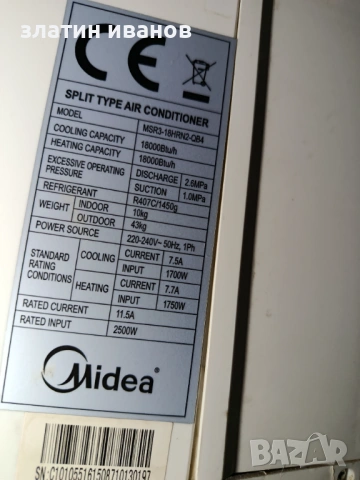 златин иванов
CE
SPLIT TYPE AIR CONDITIONER
MODEL MSR3-18HRN2-QB4
COOLING CAPACITY 18000Btu/h
HEATING CAPACITY 18000Btu/h
EXCESSIVE OPERATING PRESSURE DISCHARGE 2.6MPa
SUCTION 1.0MPa
REFRIGERANT R407C/1450g
WEIGHT INDOOR 10kg
OUTDOOR 43kg
POWER SOURCE 220-240V~ 50Hz, 1Ph
STANDARD RATING CONDITIONS COOLING CURRENT 7.5A
INPUT 1700W
HEATING CURRENT 7.7A
INPUT 1750W
RATED CURRENT 11.5A
RATED INPUT 2500W
Midea
SN:C101055161508710130197
BAZAR